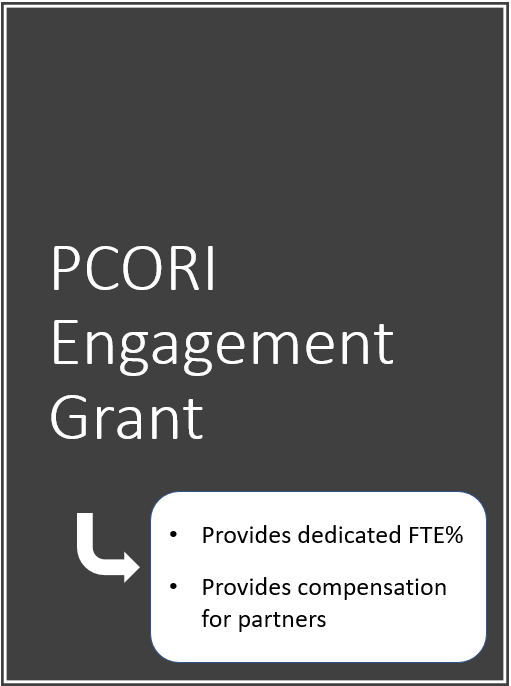 PCORI
Engagement
Grant
• Provides dedicated FTE%
• Provides compensation
for partners